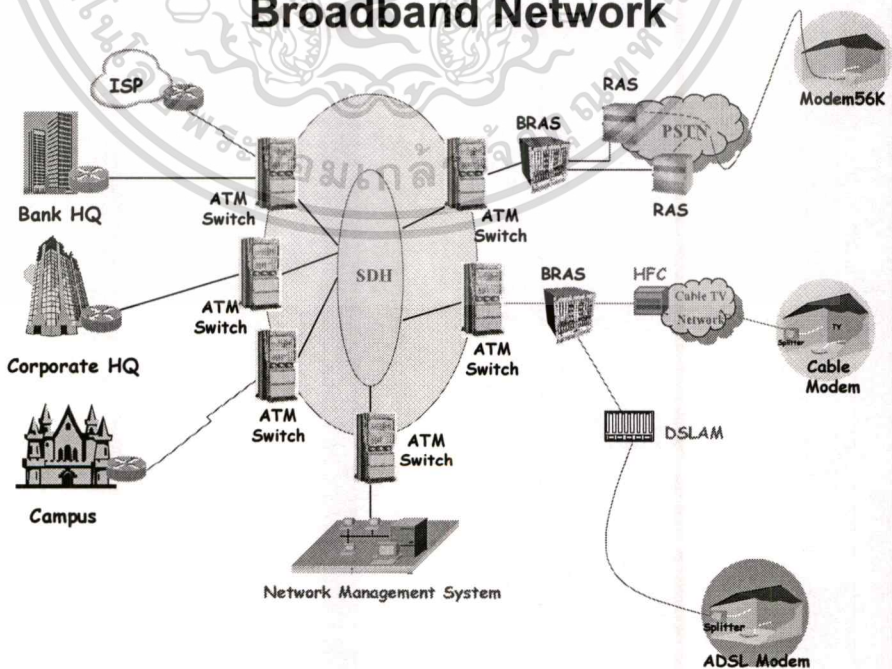 Broadband Network
ISP
Bank HQ
ATM
Switch
Corporate HQ
ATM
Switch
Campus
ATM
Switch
SDH
ATM
Switch
BRAS
RAS
PSTN
RAS
Modem56K
ATM
Switch
BRAS
HFC
Cable TV
Network
Splitter
TV
Cable
Modem
DSLAM
ATM
Switch
Network Management System
Splitter
ADSL Modem